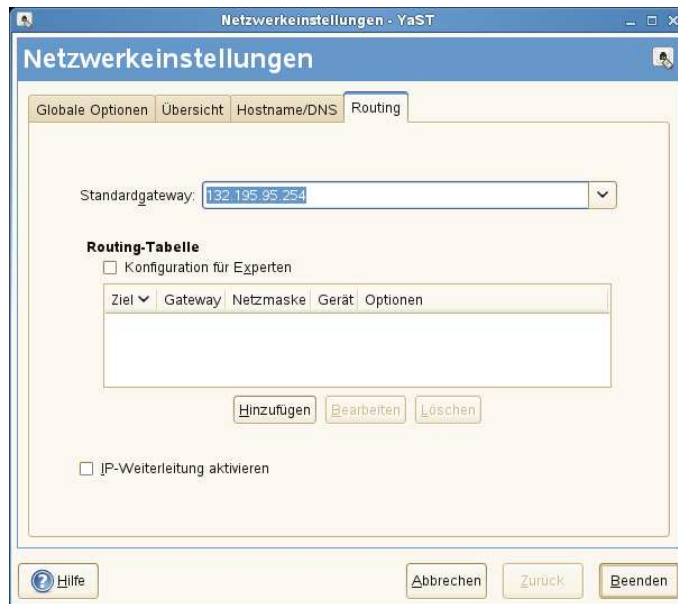 Netzwerkeinstellungen - YaST
Netzwerkeinstellungen
Globale Optionen Übersicht Hostname/DNS Routing
Standardgateway: 132.195.95.254
Routing-Tabelle
Konfiguration für Experten
Ziel Gateway Netzmaske Gerät Optionen
Hinzufügen Bearbeiten Löschen
IP-Weiterleitung aktivieren
Hilfe Abbrechen Zurück Beenden